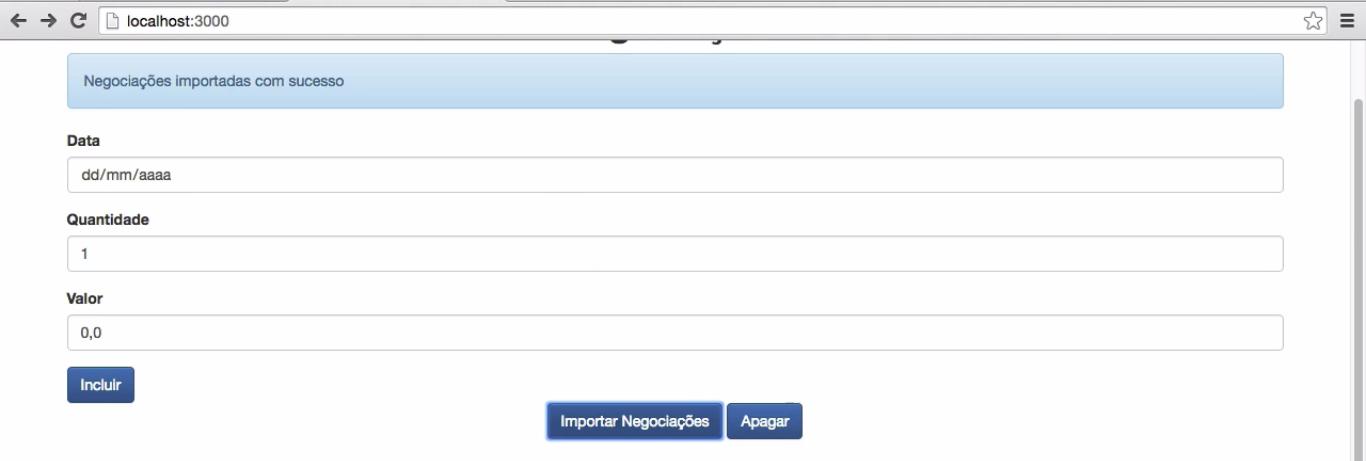 localhost:3000
Negociações importadas com sucesso
Data
dd/mm/aaaa
Quantidade
1
Valor
0,0
Incluir
Importar Negociações Apagar